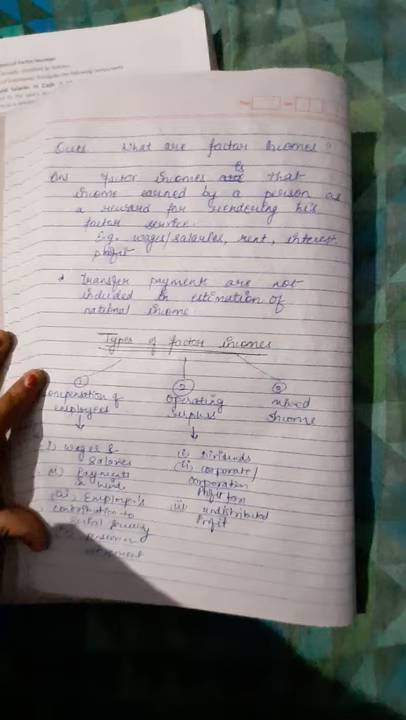 Ques What are factor Incomes ?
Ans factor incomes is that
income earned by a person as
a reward for rendering his
factor service.
E.g. wages/salaries, rent, interest
profit
Transfer payments are not
included in estimation of
national income
Types of factor incomes
① ② ③
Compensation of employees
Operating Surplus
mixed Income
i) wages & Salaries
ii) Payments in kind
iii) Employer's contribution to social security
pension
retirement
(i) Dividends
(ii) corporate/ corporation Profit tax
iii) undistributed Profit